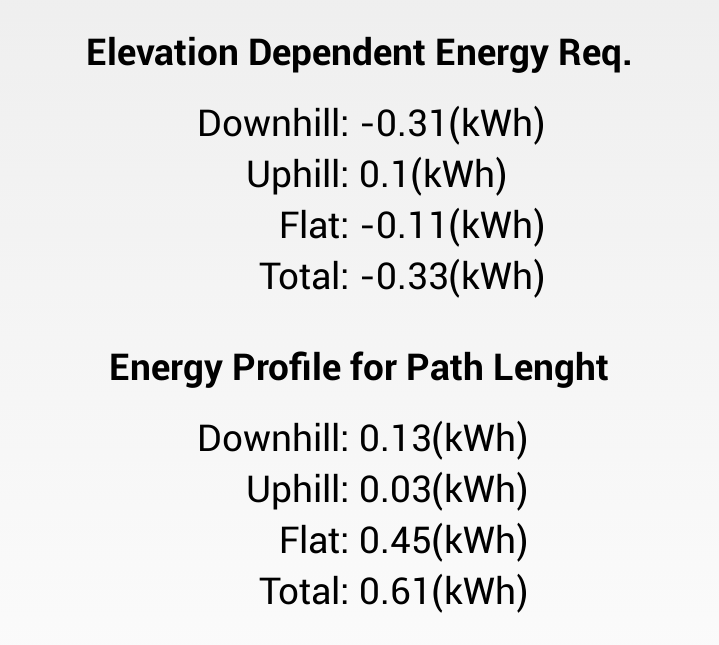 Elevation Dependent Energy Req.
Downhill: -0.31(kWh)
Uphill: 0.1(kWh)
Flat: -0.11(kWh)
Total: -0.33(kWh)
Energy Profile for Path Lenght
Downhill: 0.13(kWh)
Uphill: 0.03(kWh)
Flat: 0.45(kWh)
Total: 0.61(kWh)